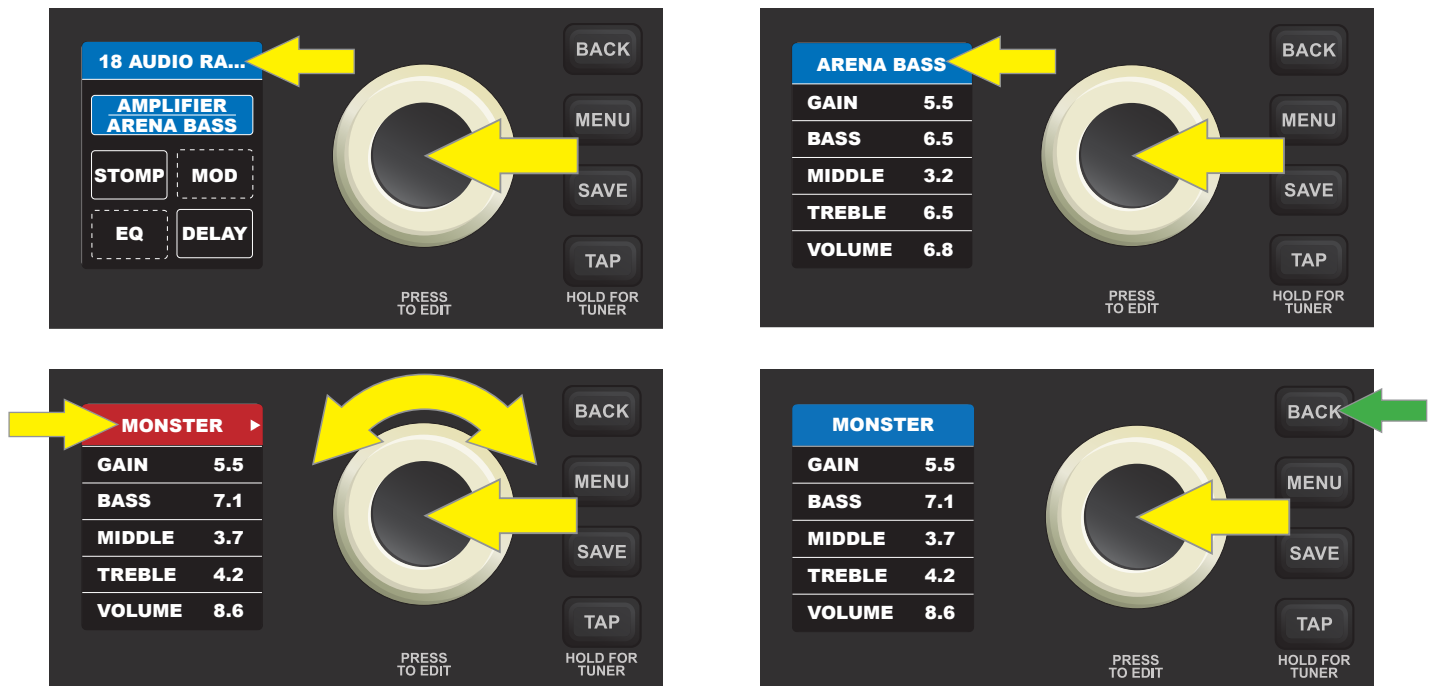 18 AUDIO RA...
AMPLIFIER
ARENA BASS
STOMP MOD
EQ DELAY
BACK
MENU
SAVE
TAP
HOLD FOR
TUNER
PRESS
TO EDIT
ARENA BASS
GAIN 5.5
BASS 6.5
MIDDLE 3.2
TREBLE 6.5
VOLUME 6.8
BACK
MENU
SAVE
TAP
HOLD FOR
TUNER
PRESS
TO EDIT
MONSTER
GAIN 5.5
BASS 7.1
MIDDLE 3.7
TREBLE 4.2
VOLUME 8.6
BACK
MENU
SAVE
TAP
HOLD FOR
TUNER
PRESS
TO EDIT
MONSTER
GAIN 5.5
BASS 7.1
MIDDLE 3.7
TREBLE 4.2
VOLUME 8.6
BACK
MENU
SAVE
TAP
HOLD FOR
TUNER
PRESS
TO EDIT